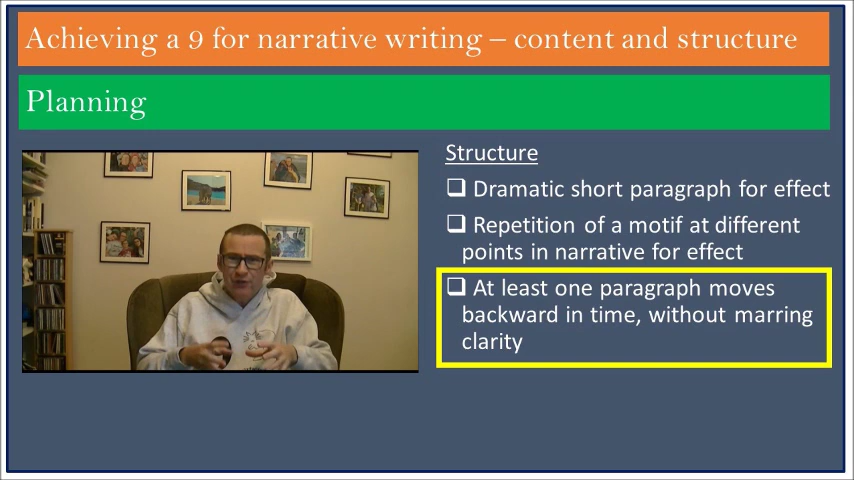 Achieving a 9 for narrative writing – content and structure
Planning
Structure
❑ Dramatic short paragraph for effect
❑ Repetition of a motif at different
points in narrative for effect
❑ At least one paragraph moves
backward in time, without marring
clarity